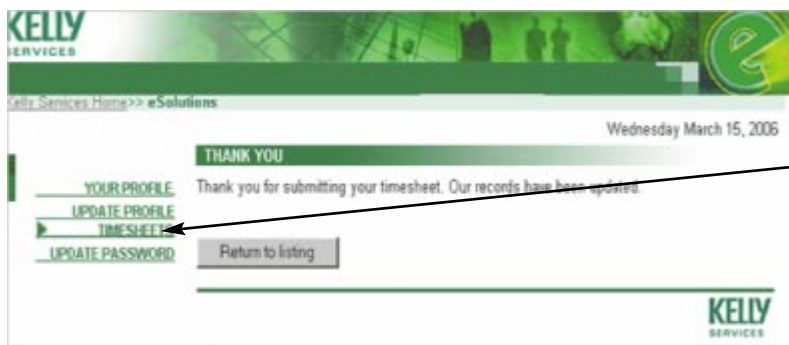 KELLY
SERVICES
Kelly Services Home>> eSolutions
Wednesday March 15, 2006
THANK YOU
YOUR PROFILE
Thank you for submitting your timesheet. Our records have been updated.
UPDATE PROFILE
TIMESHEETS
UPDATE PASSWORD
Return to listing
KELLY
SERVICES